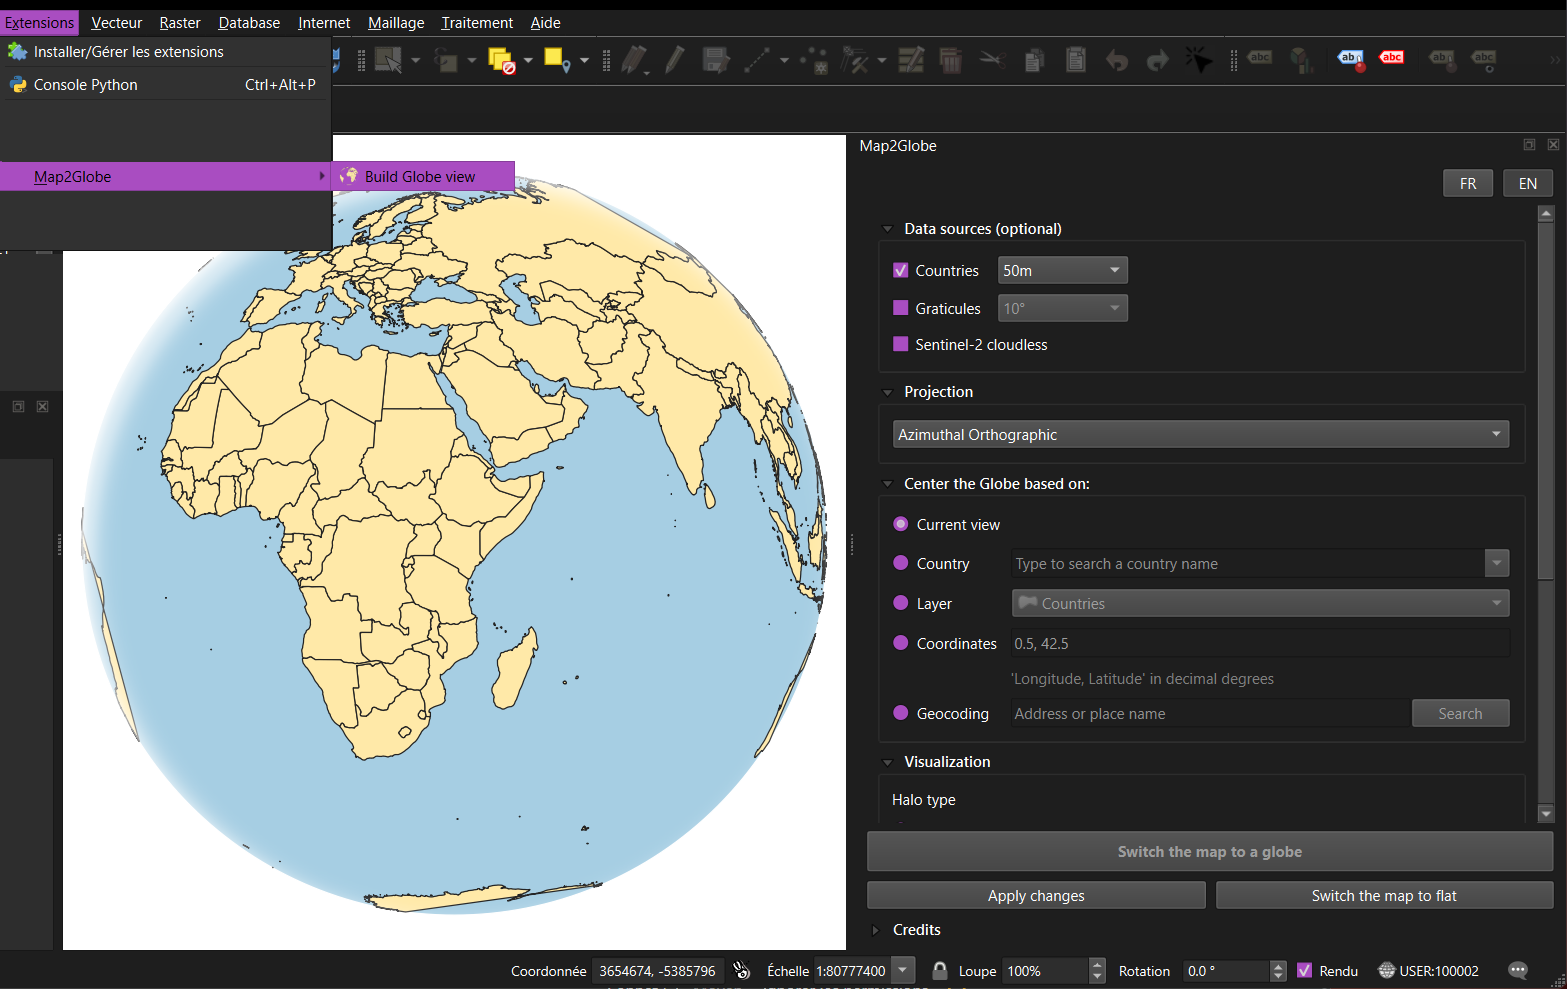 Extensions Vecteur Raster Database Internet Maillage Traitement Aide
Installer/Gérer les extensions
Console Python Ctrl+Alt+P
Map2Globe
Build Globe view
abc
ab
abc
ab
abc
Map2Globe
FR EN
Data sources (optional)
Countries 50m
Graticules 10°
Sentinel-2 cloudless
Projection
Azimuthal Orthographic
Center the Globe based on:
Current view
Country Type to search a country name
Layer Countries
Coordinates 0.5, 42.5
'Longitude, Latitude' in decimal degrees
Geocoding Address or place name Search
Visualization
Halo type
Switch the map to a globe
Apply changes Switch the map to flat
Credits
Coordonnée 3654674, -5385796 Échelle 1:80777400 Loupe 100% Rotation 0.0 ° Rendu USER:100002